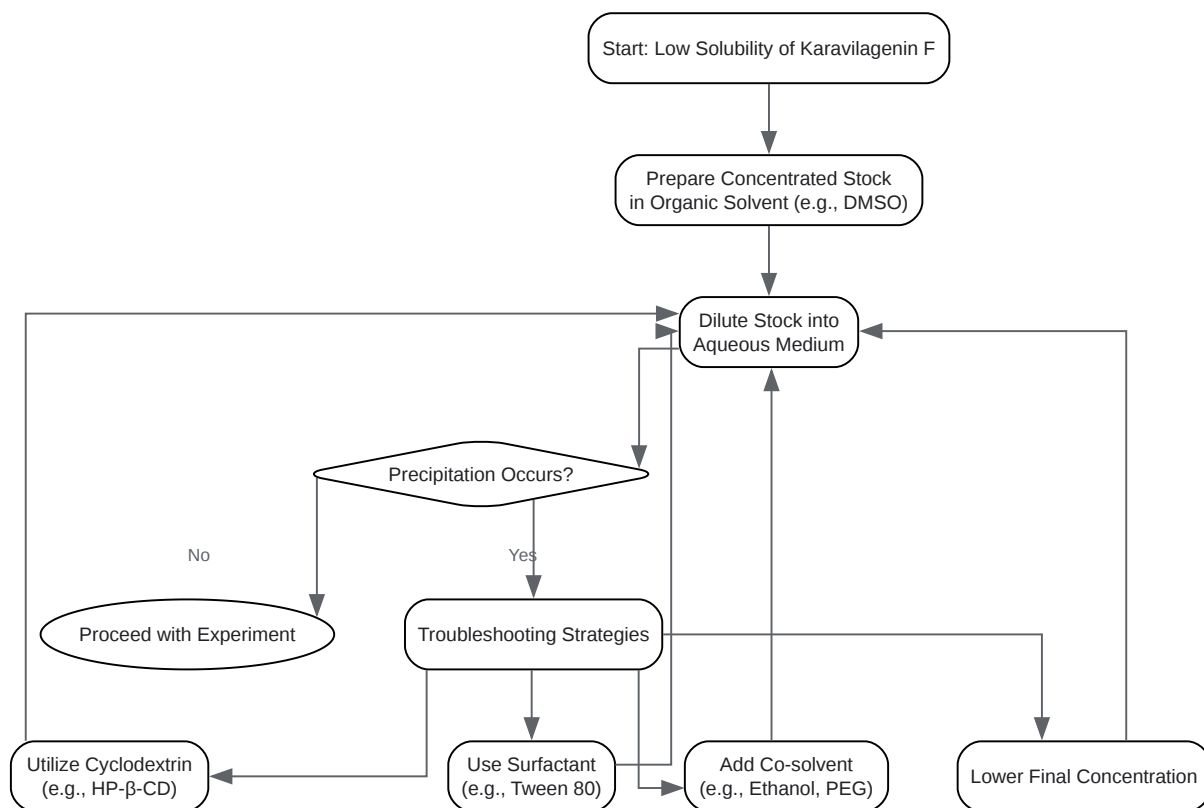 Start: Low Solubility of Karavilagenin F
Prepare Concentrated Stock
in Organic Solvent (e.g., DMSO)
Dilute Stock into
Aqueous Medium
Precipitation Occurs?
No
Yes
Proceed with Experiment
Troubleshooting Strategies
Utilize Cyclodextrin
(e.g., HP-β-CD)
Use Surfactant
(e.g., Tween 80)
Add Co-solvent
(e.g., Ethanol, PEG)
Lower Final Concentration